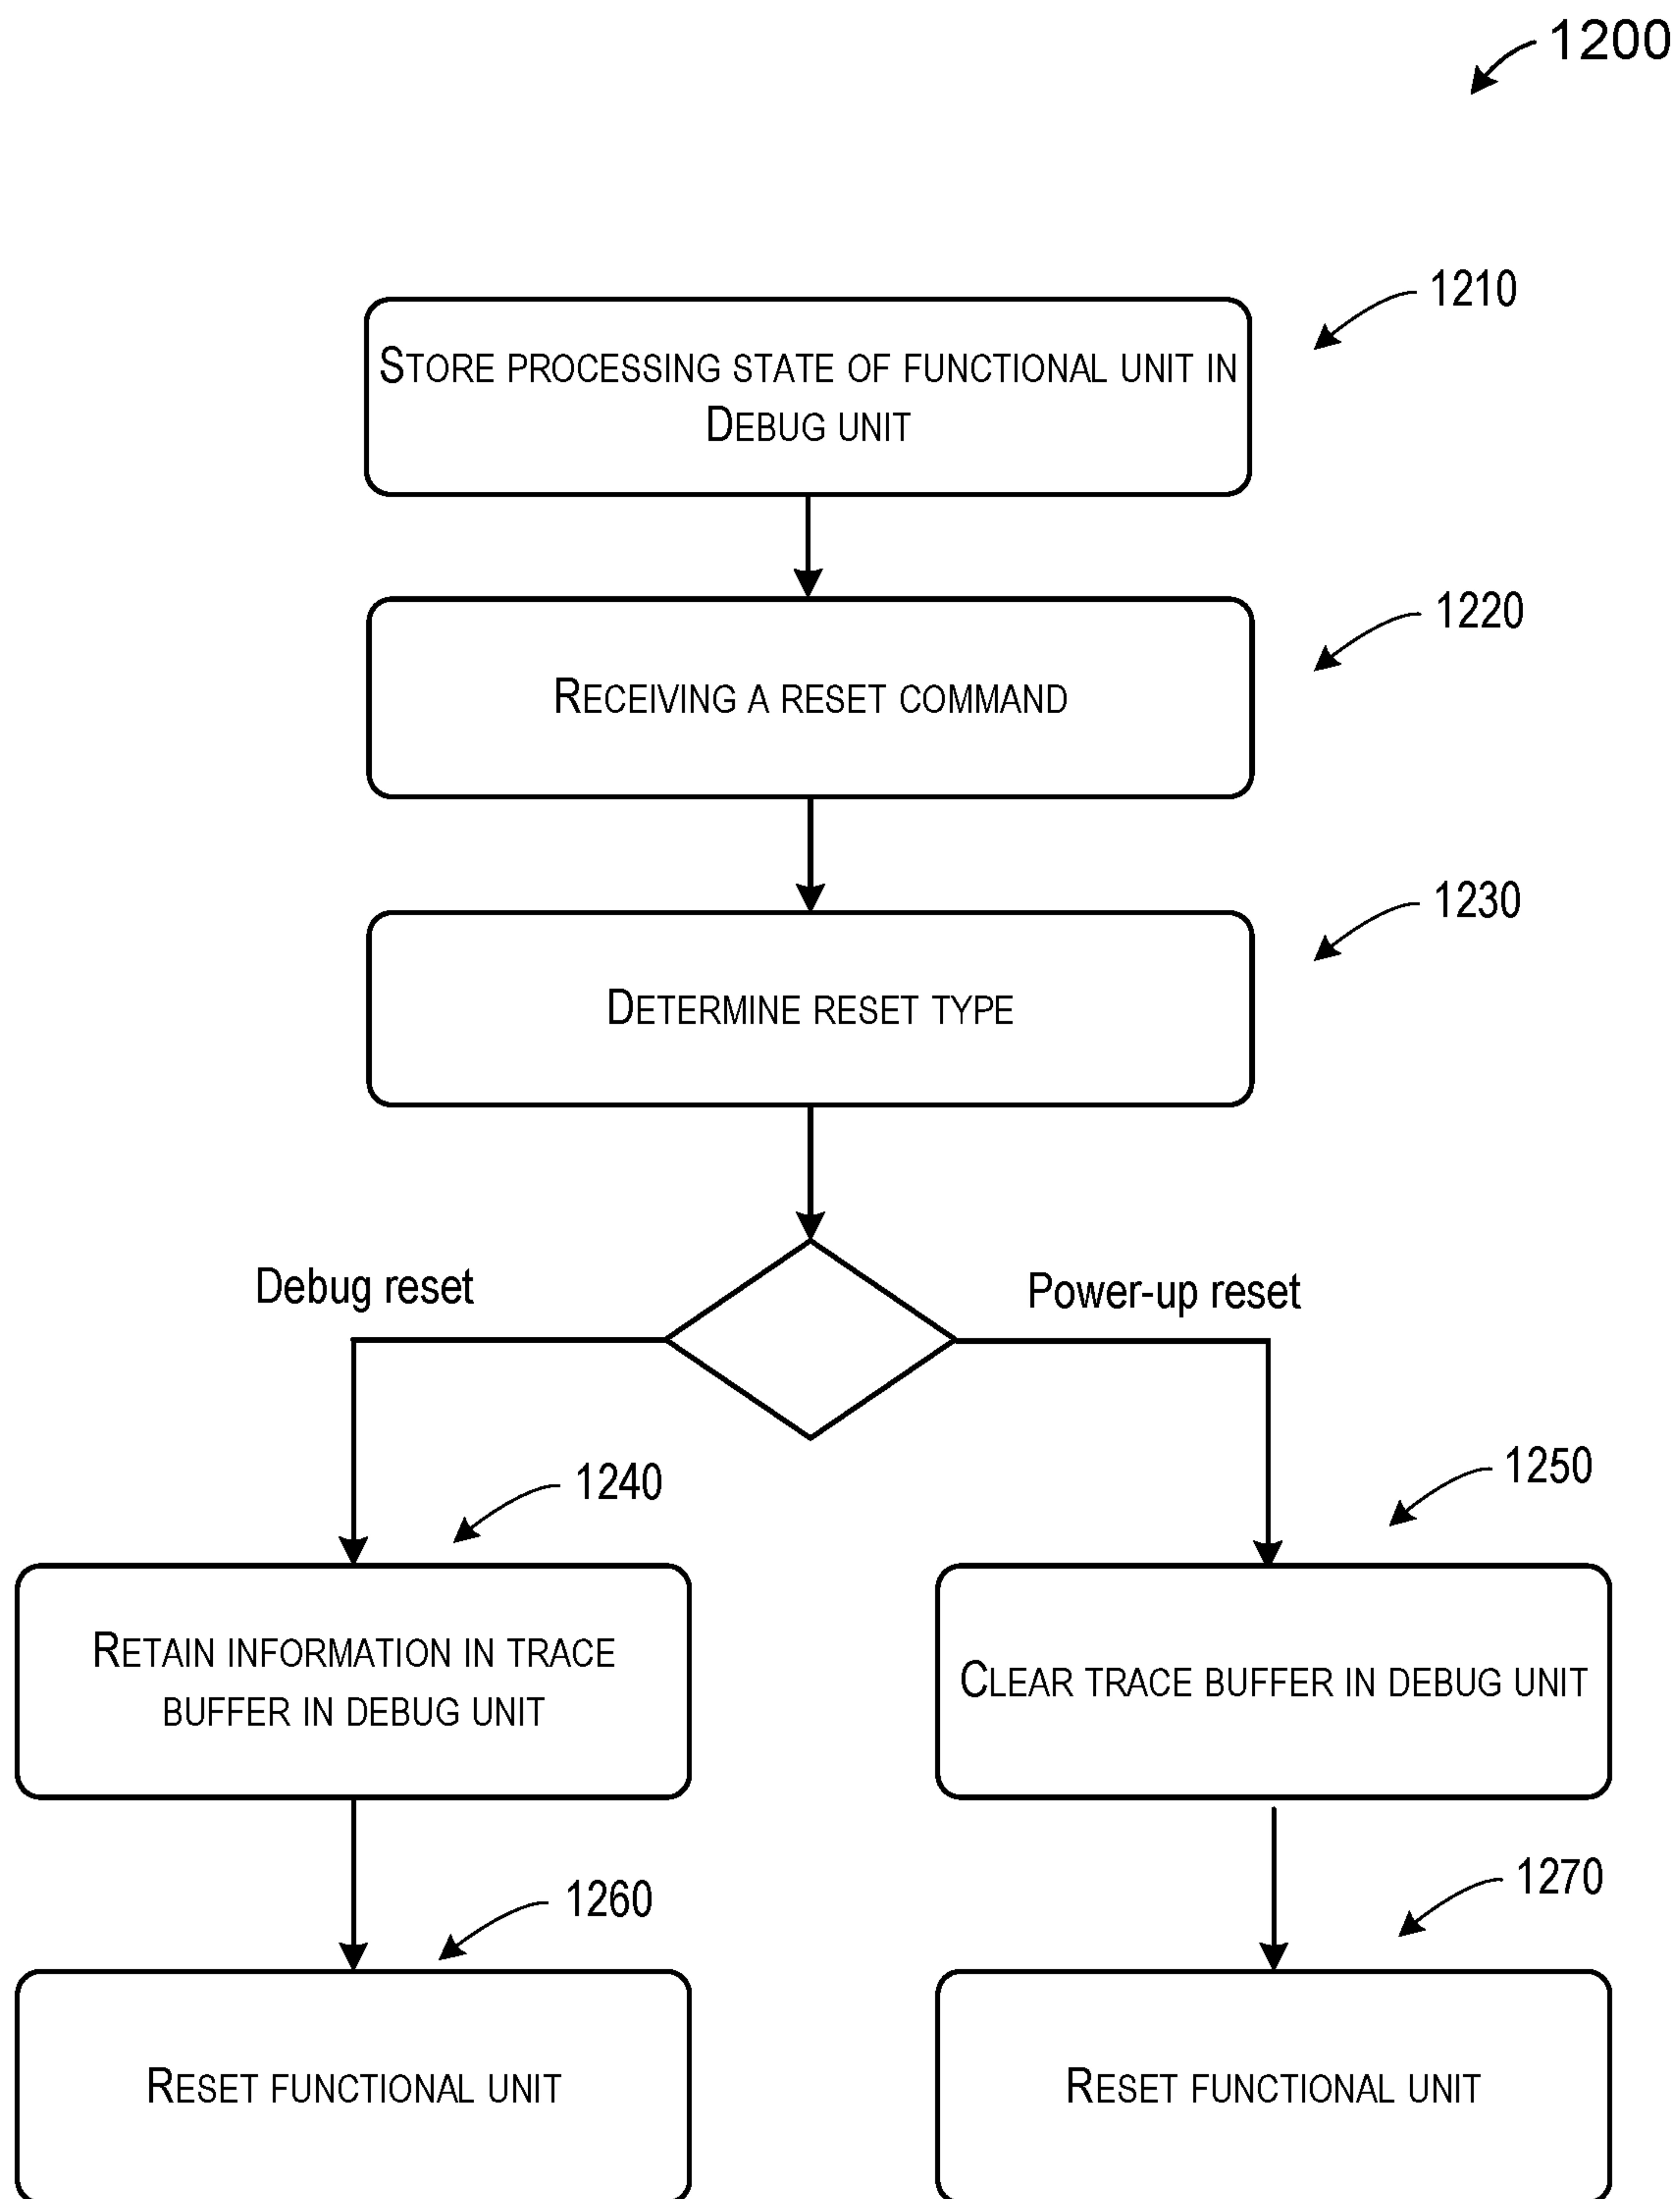 1200
1210
STORE PROCESSING STATE OF FUNCTIONAL UNIT IN
DEBUG UNIT
1220
RECEIVING A RESET COMMAND
1230
DETERMINE RESET TYPE
Debug reset
Power-up reset
1240
1250
RETAIN INFORMATION IN TRACE
BUFFER IN DEBUG UNIT
CLEAR TRACE BUFFER IN DEBUG UNIT
1260
1270
RESET FUNCTIONAL UNIT
RESET FUNCTIONAL UNIT